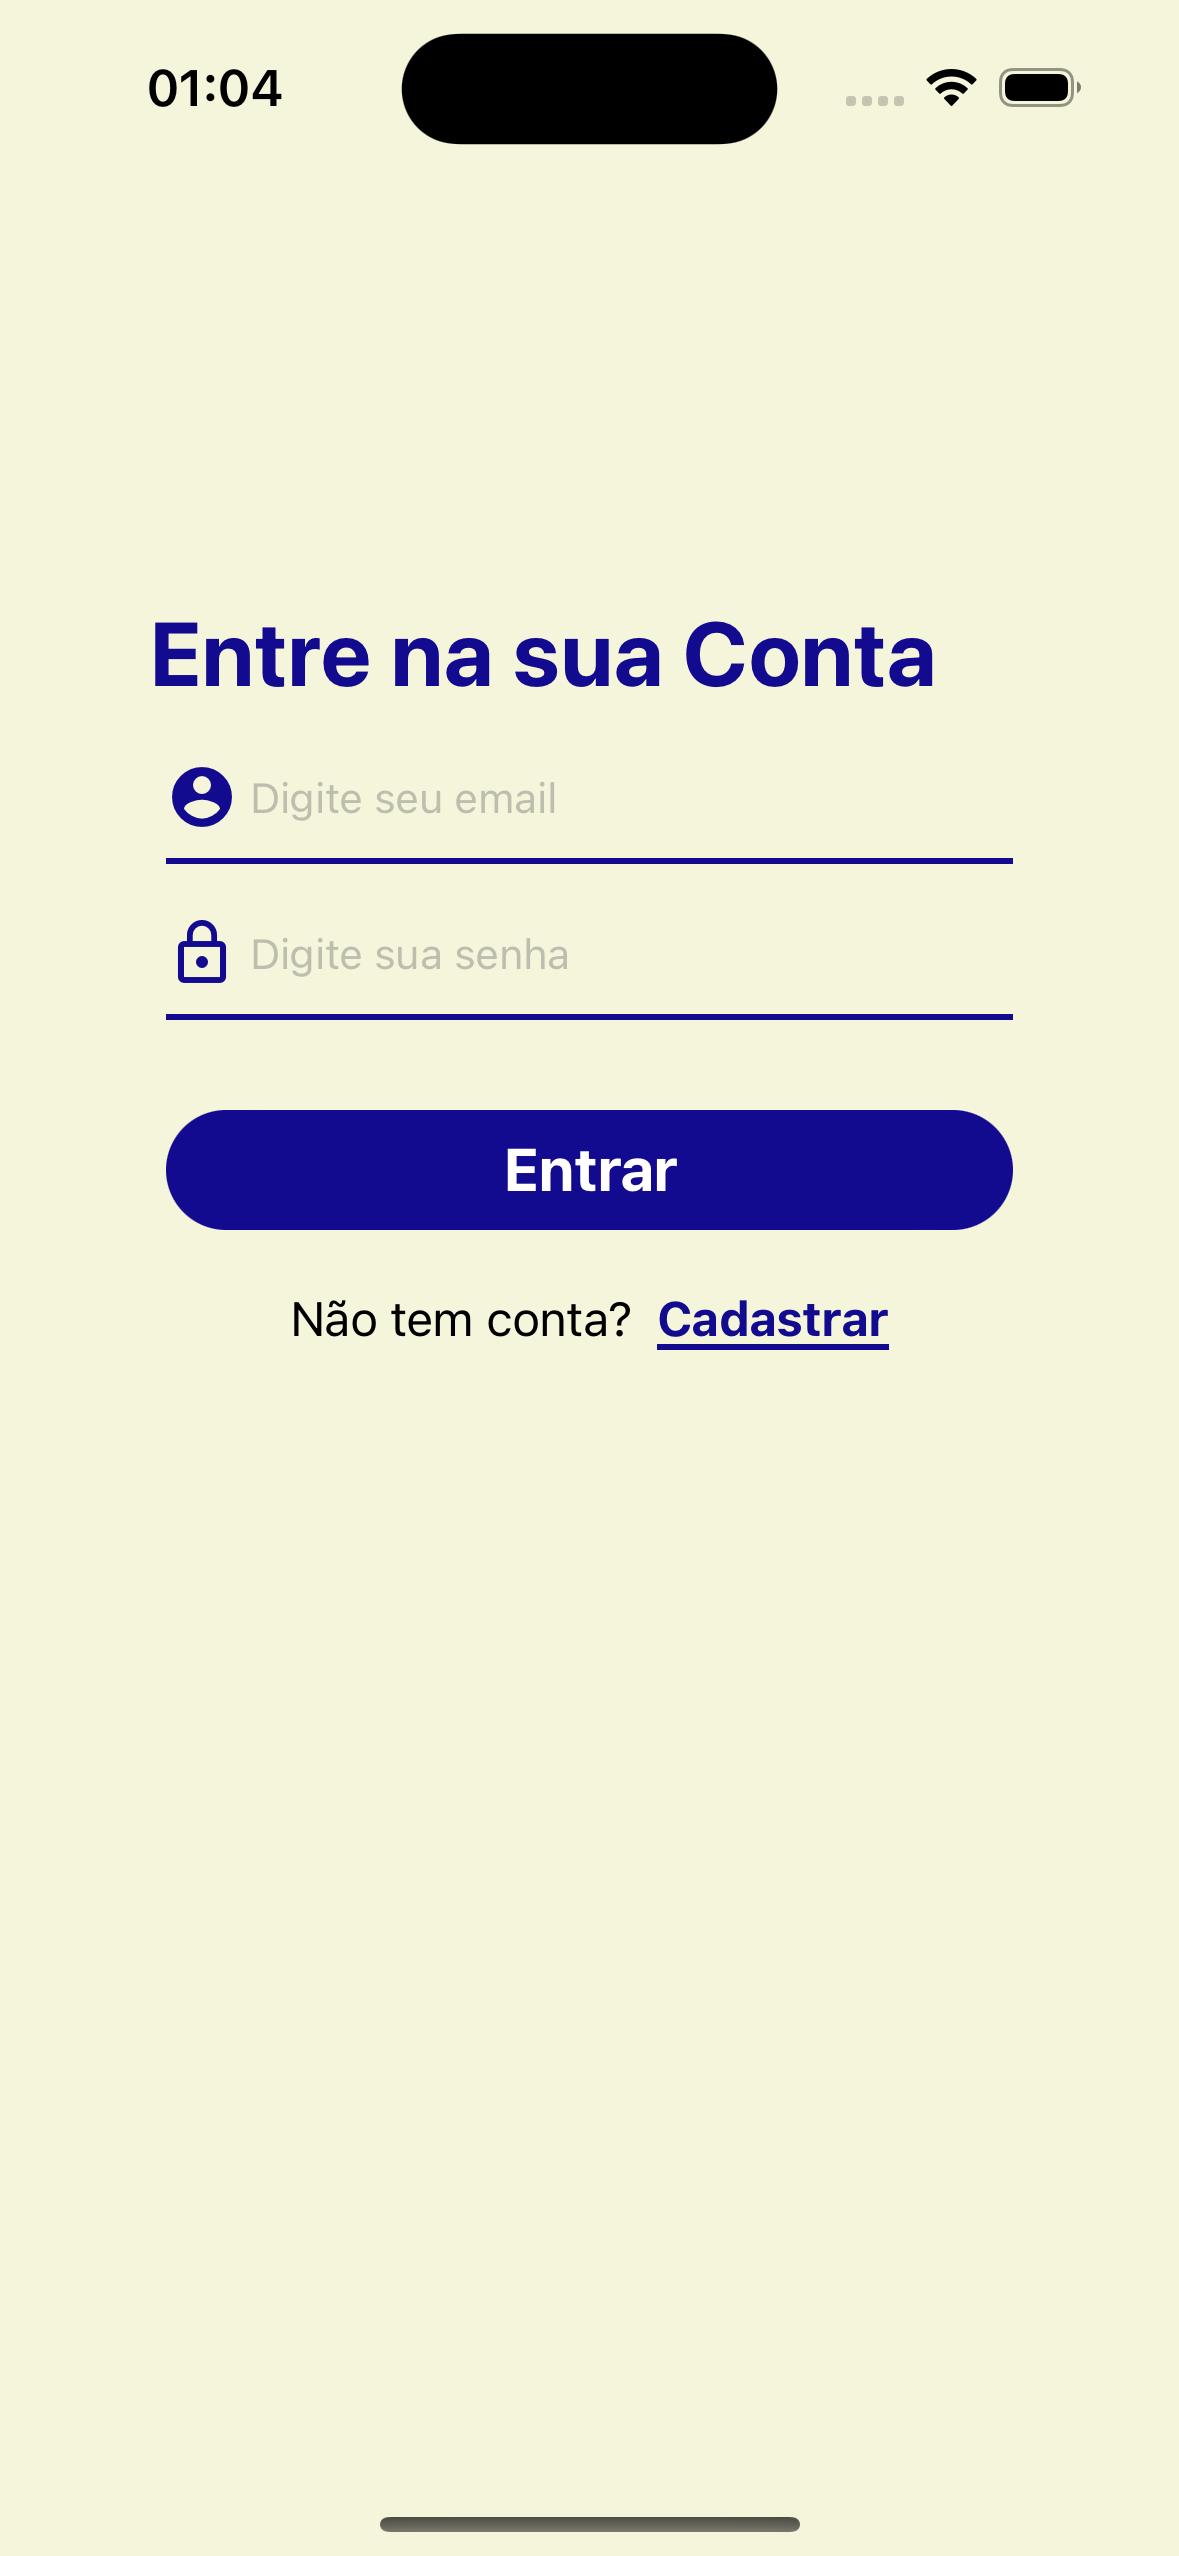 01:04
Entre na sua Conta
Digite seu email
Digite sua senha
Entrar
Não tem conta? Cadastrar